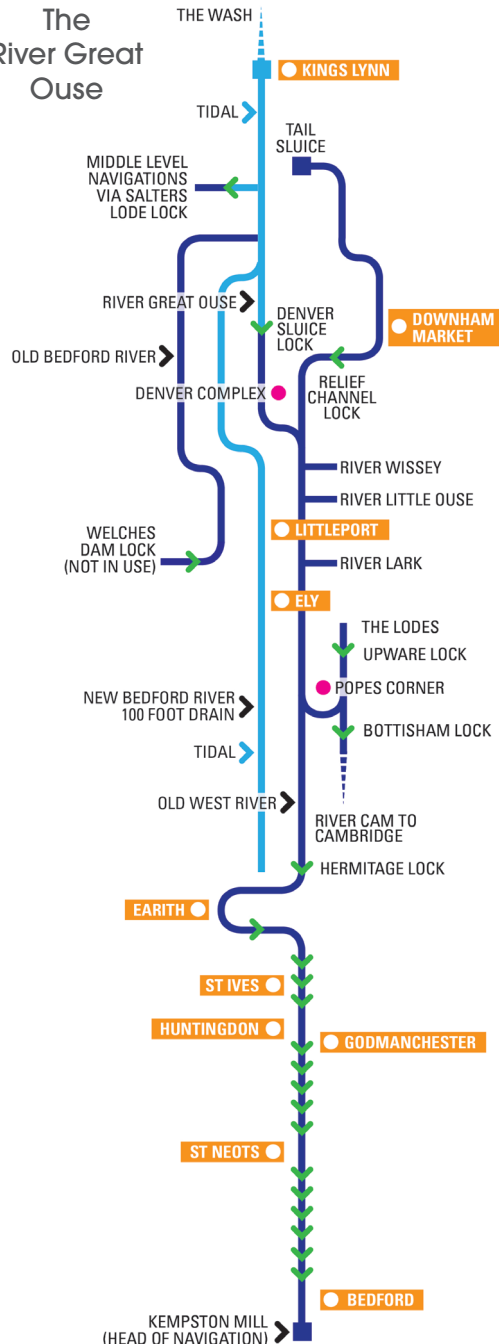 The
River Great
Ouse
THE WASH
KINGS LYNN
TIDAL
TAIL
SLUICE
MIDDLE LEVEL
NAVIGATIONS
VIA SALTERS
LODE LOCK
RIVER GREAT OUSE
DENVER
SLUICE
LOCK
DOWNHAM
MARKET
OLD BEDFORD RIVER
RELIEF
CHANNEL
LOCK
DENVER COMPLEX
RIVER WISSEY
RIVER LITTLE OUSE
LITTLEPORT
WELCHES
DAM LOCK
(NOT IN USE)
RIVER LARK
ELY
THE LODES
UPWARE LOCK
POPES CORNER
NEW BEDFORD RIVER
100 FOOT DRAIN
BOTTISHAM LOCK
TIDAL
OLD WEST RIVER
RIVER CAM TO
CAMBRIDGE
HERMITAGE LOCK
EARITH
ST IVES
HUNTINGDON
GODMANCHESTER
ST NEOTS
BEDFORD
KEMPSTON MILL
(HEAD OF NAVIGATION)